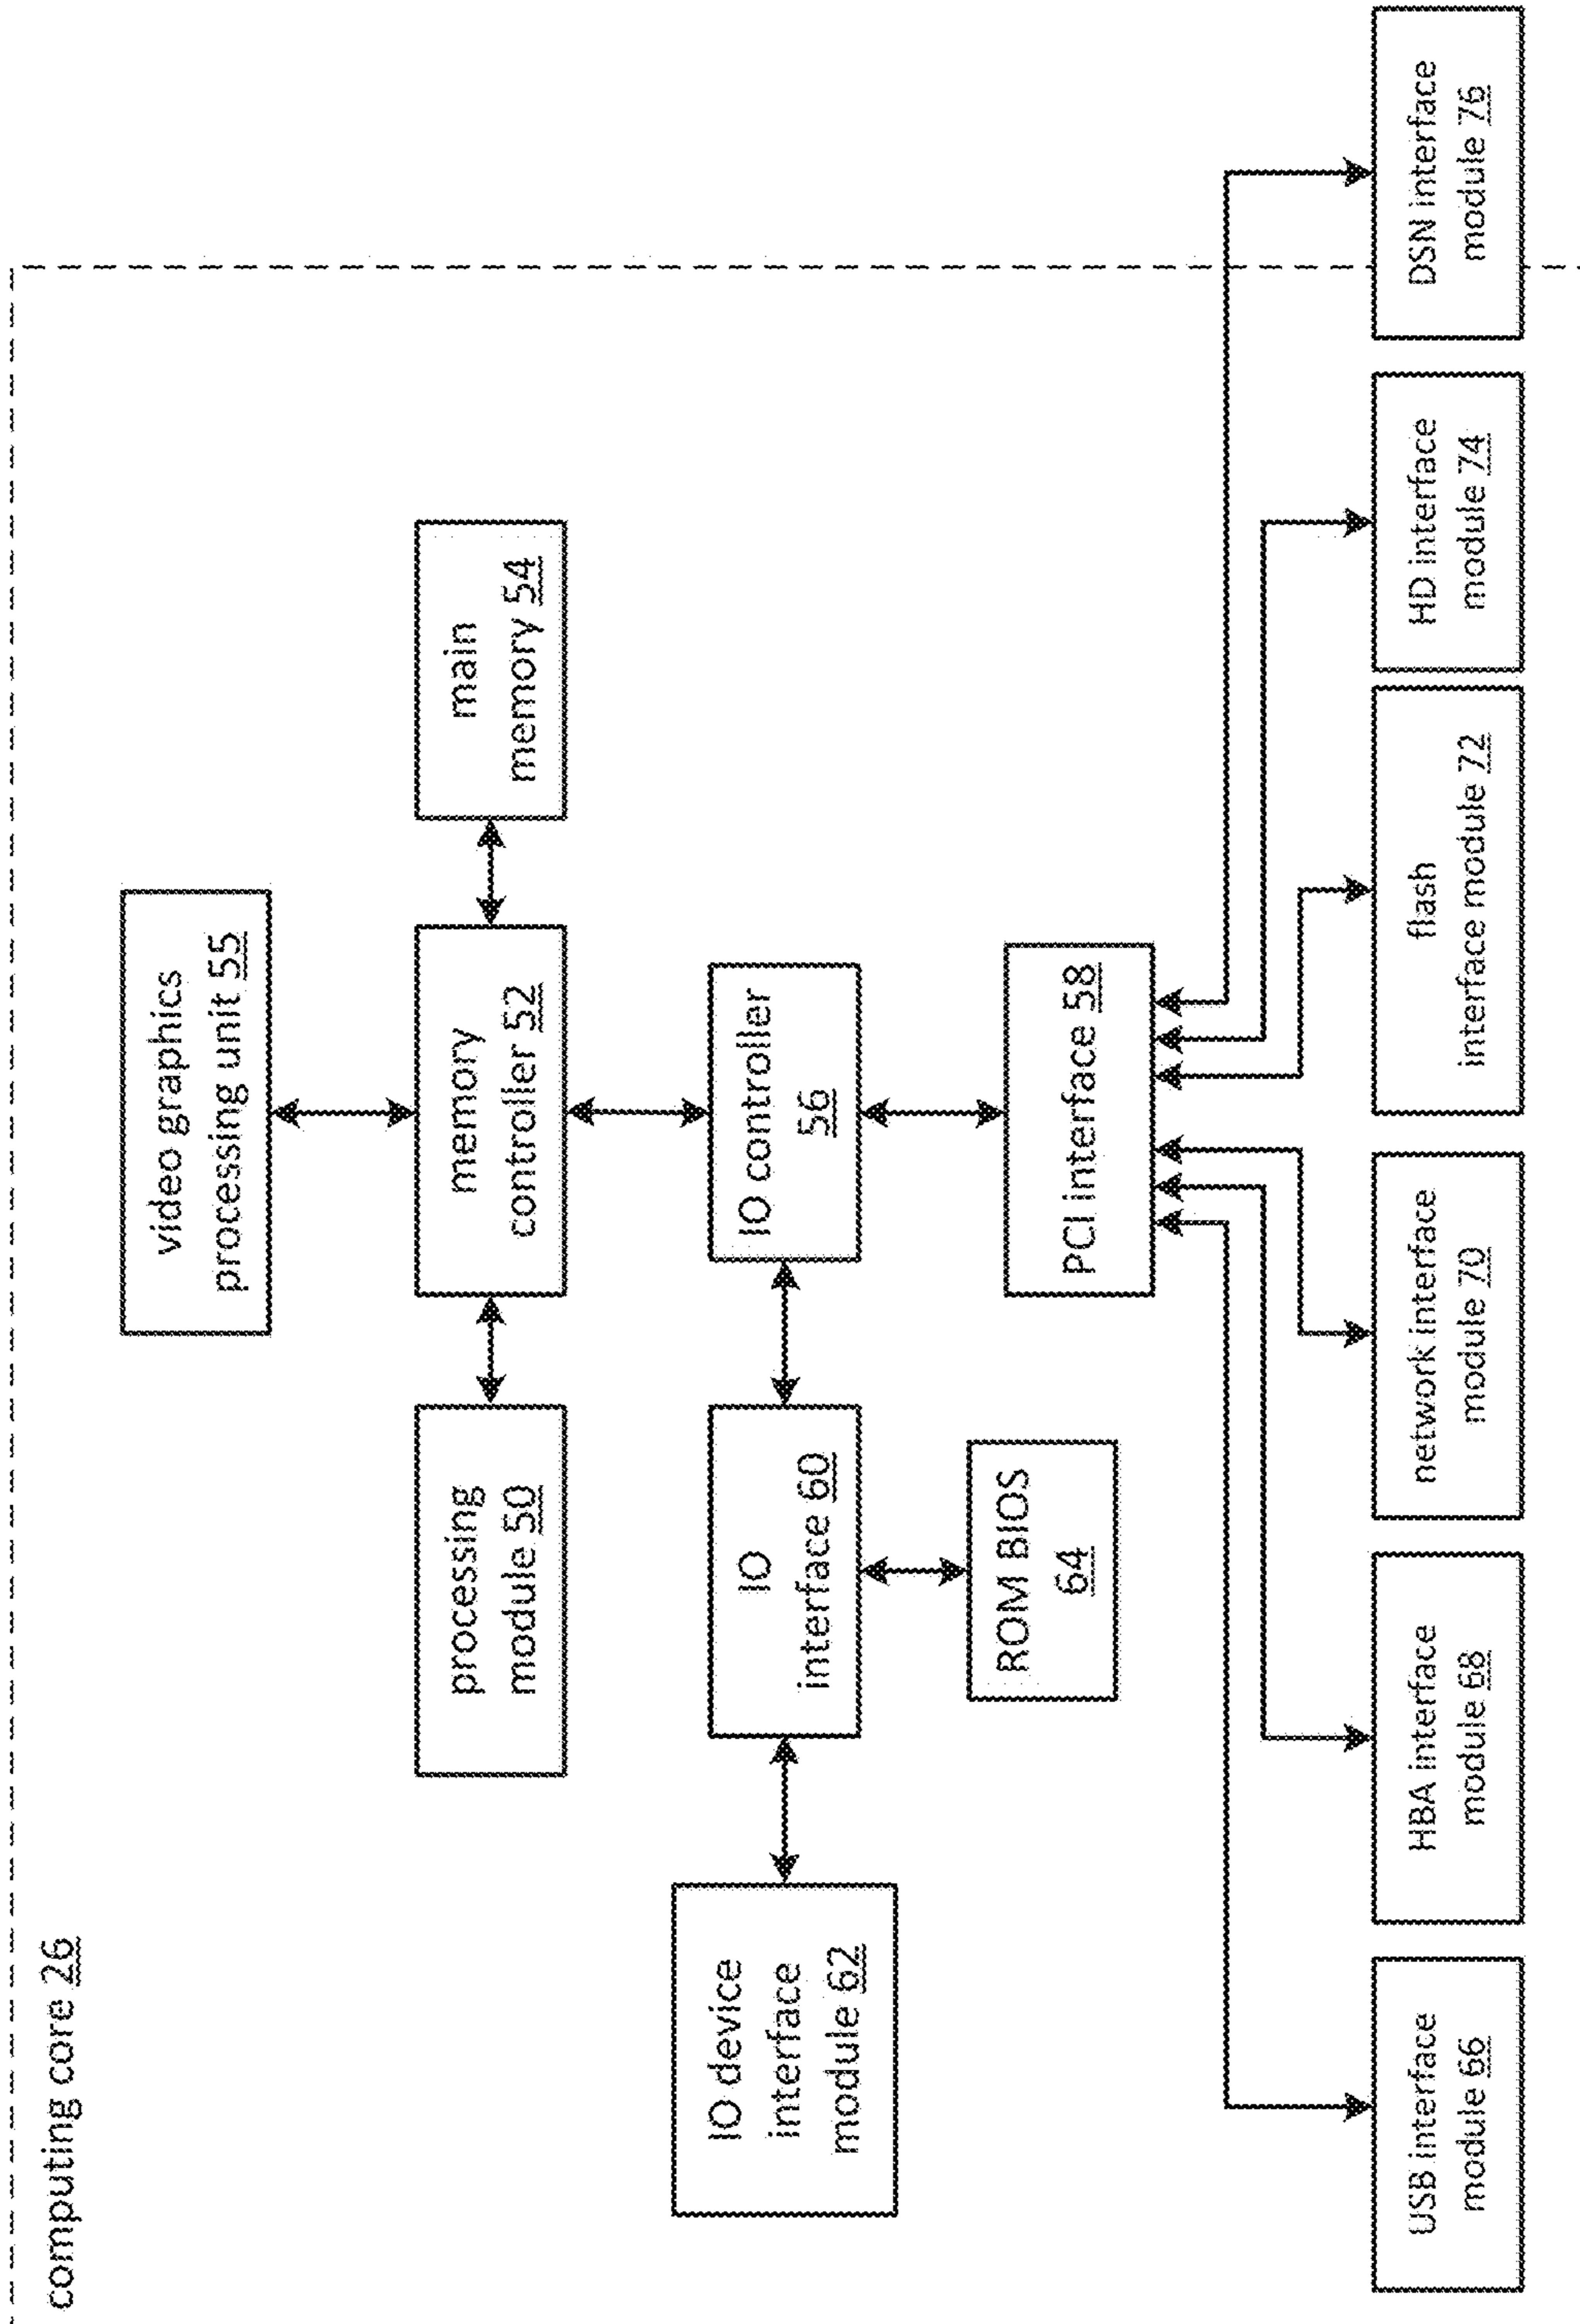 computing core 26
video graphics
processing unit 55
processing
module 50
memory
controller 52
main
memory 54
IO device
interface
module 62
IO
interface 60
IO controller
56
ROM BIOS
64
PCI interface 58
USB interface
module 66
HBA interface
module 68
network interface
module 70
flash
interface module 72
HD interface
module 74
DSN interface
module 76